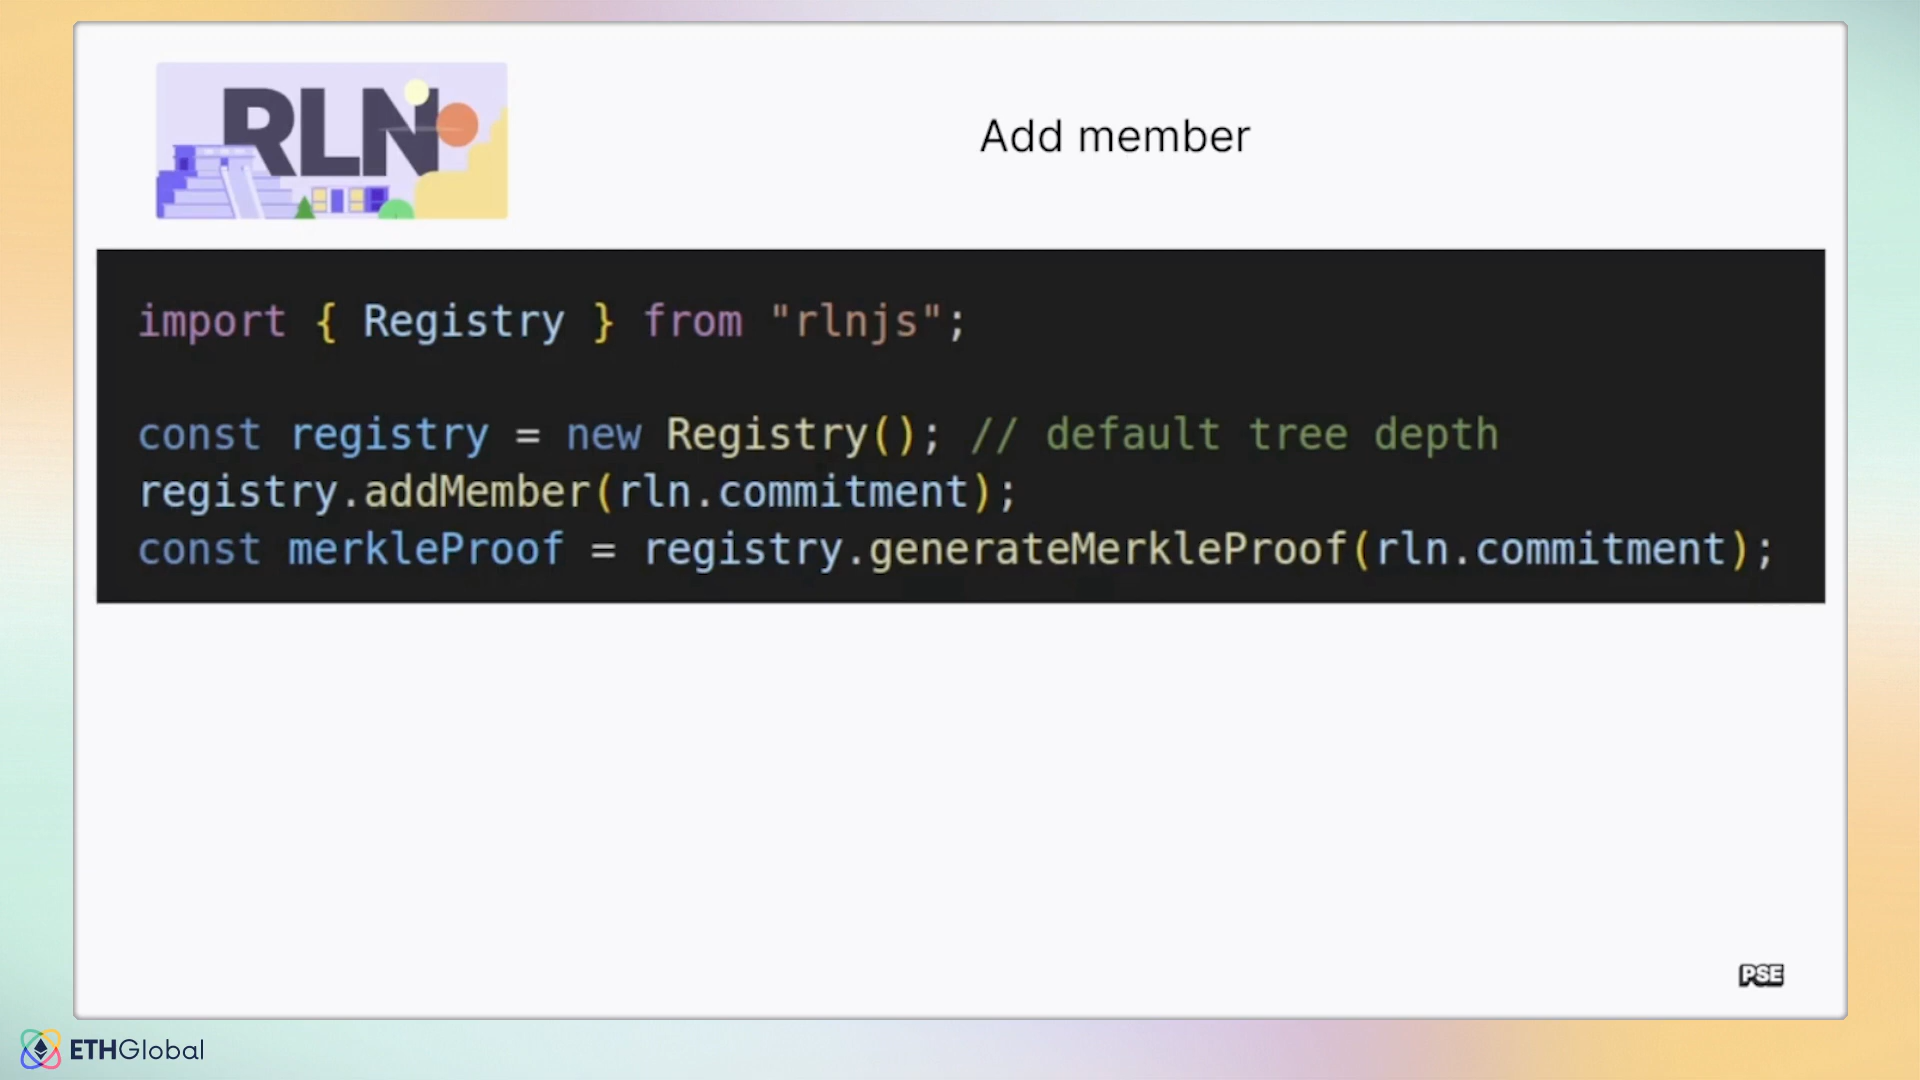 RLN
Add member
import { Registry } from "rlnjs";
const registry = new Registry(); // default tree depth
registry.addMember(rln.commitment);
const merkleProof = registry.generateMerkleProof(rln.commitment);
PSE
ETHGlobal